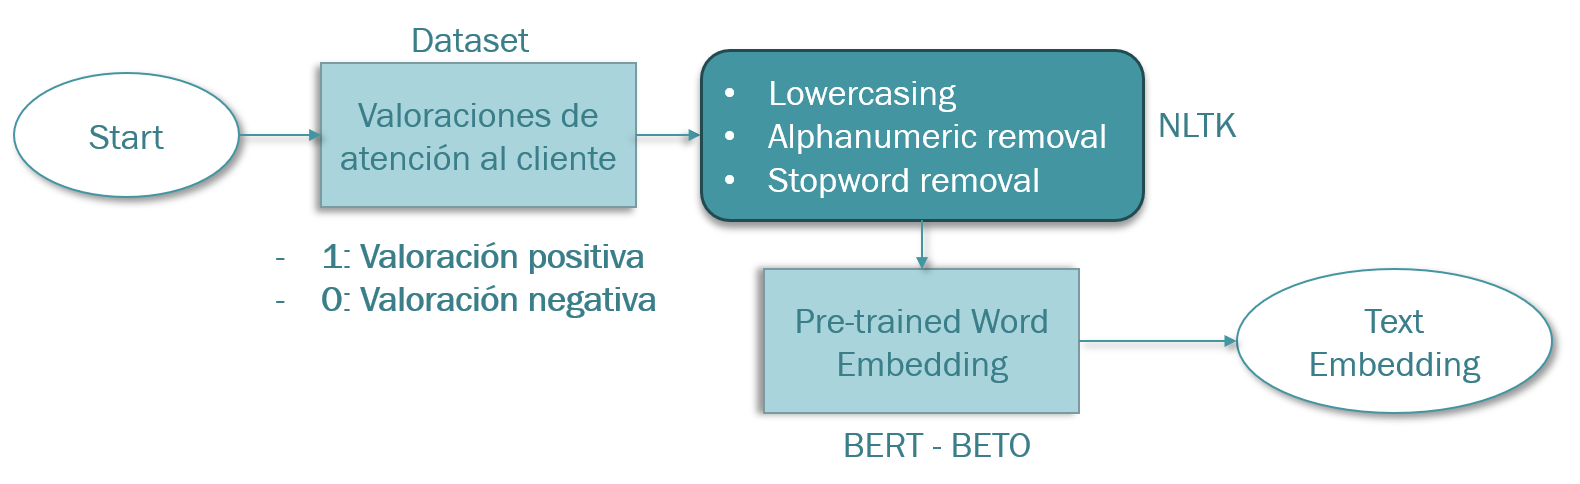 Start
Dataset
Valoraciones de
atención al cliente
- 1: Valoración positiva
- 0: Valoración negativa
• Lowercasing
• Alphanumeric removal
• Stopword removal
NLTK
Pre-trained Word
Embedding
BERT - BETO
Text
Embedding